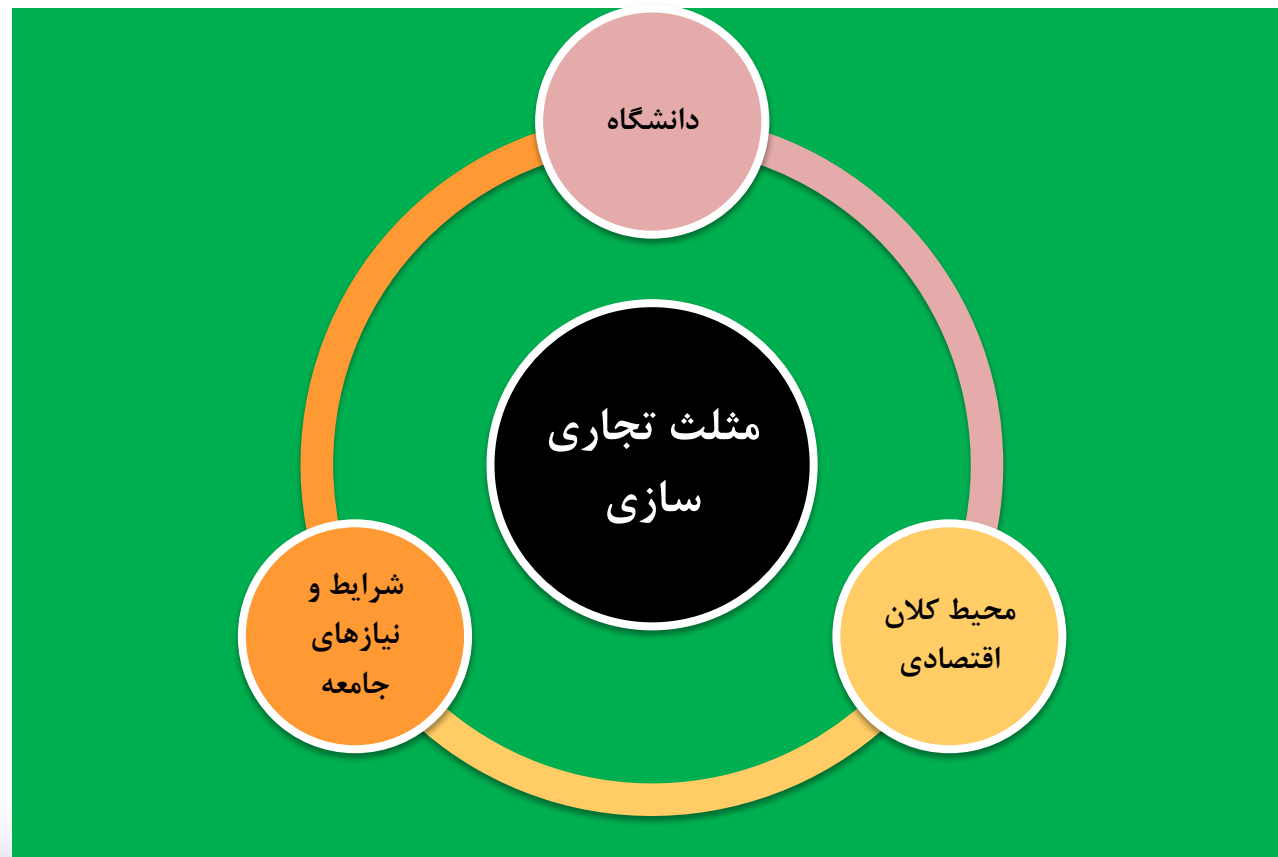 دانشگاه
مثلث تجاری
سازی
محیط کلان
اقتصادی
شرایط و
نیازهای
جامعه